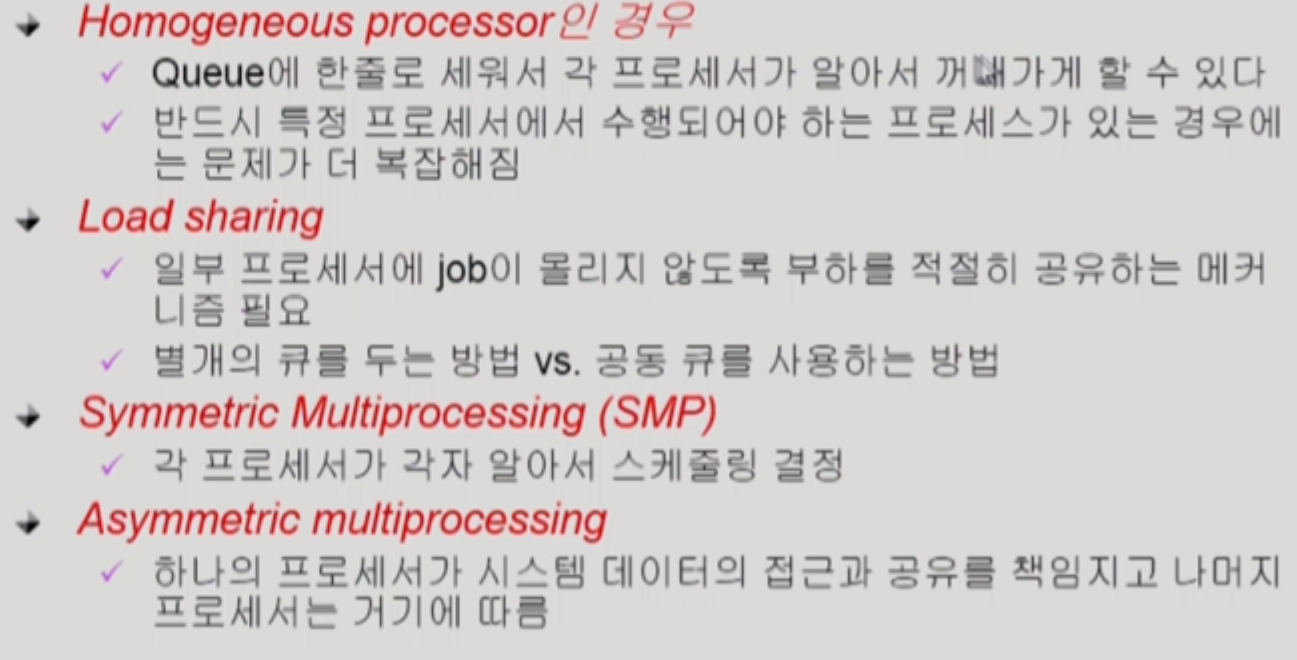 Homogeneous processor인 경우
Queue에 한줄로 세워서 각 프로세서가 알아서 꺼내가게 할 수 있다
반드시 특정 프로세서에서 수행되어야 하는 프로세스가 있는 경우에
는 문제가 더 복잡해짐
Load sharing
일부 프로세서에 job이 몰리지 않도록 부하를 적절히 공유하는 메커
니즘 필요
별개의 큐를 두는 방법 vs. 공동 큐를 사용하는 방법
Symmetric Multiprocessing (SMP)
각 프로세서가 각자 알아서 스케줄링 결정
Asymmetric multiprocessing
하나의 프로세서가 시스템 데이터의 접근과 공유를 책임지고 나머지
프로세서는 거기에 따름